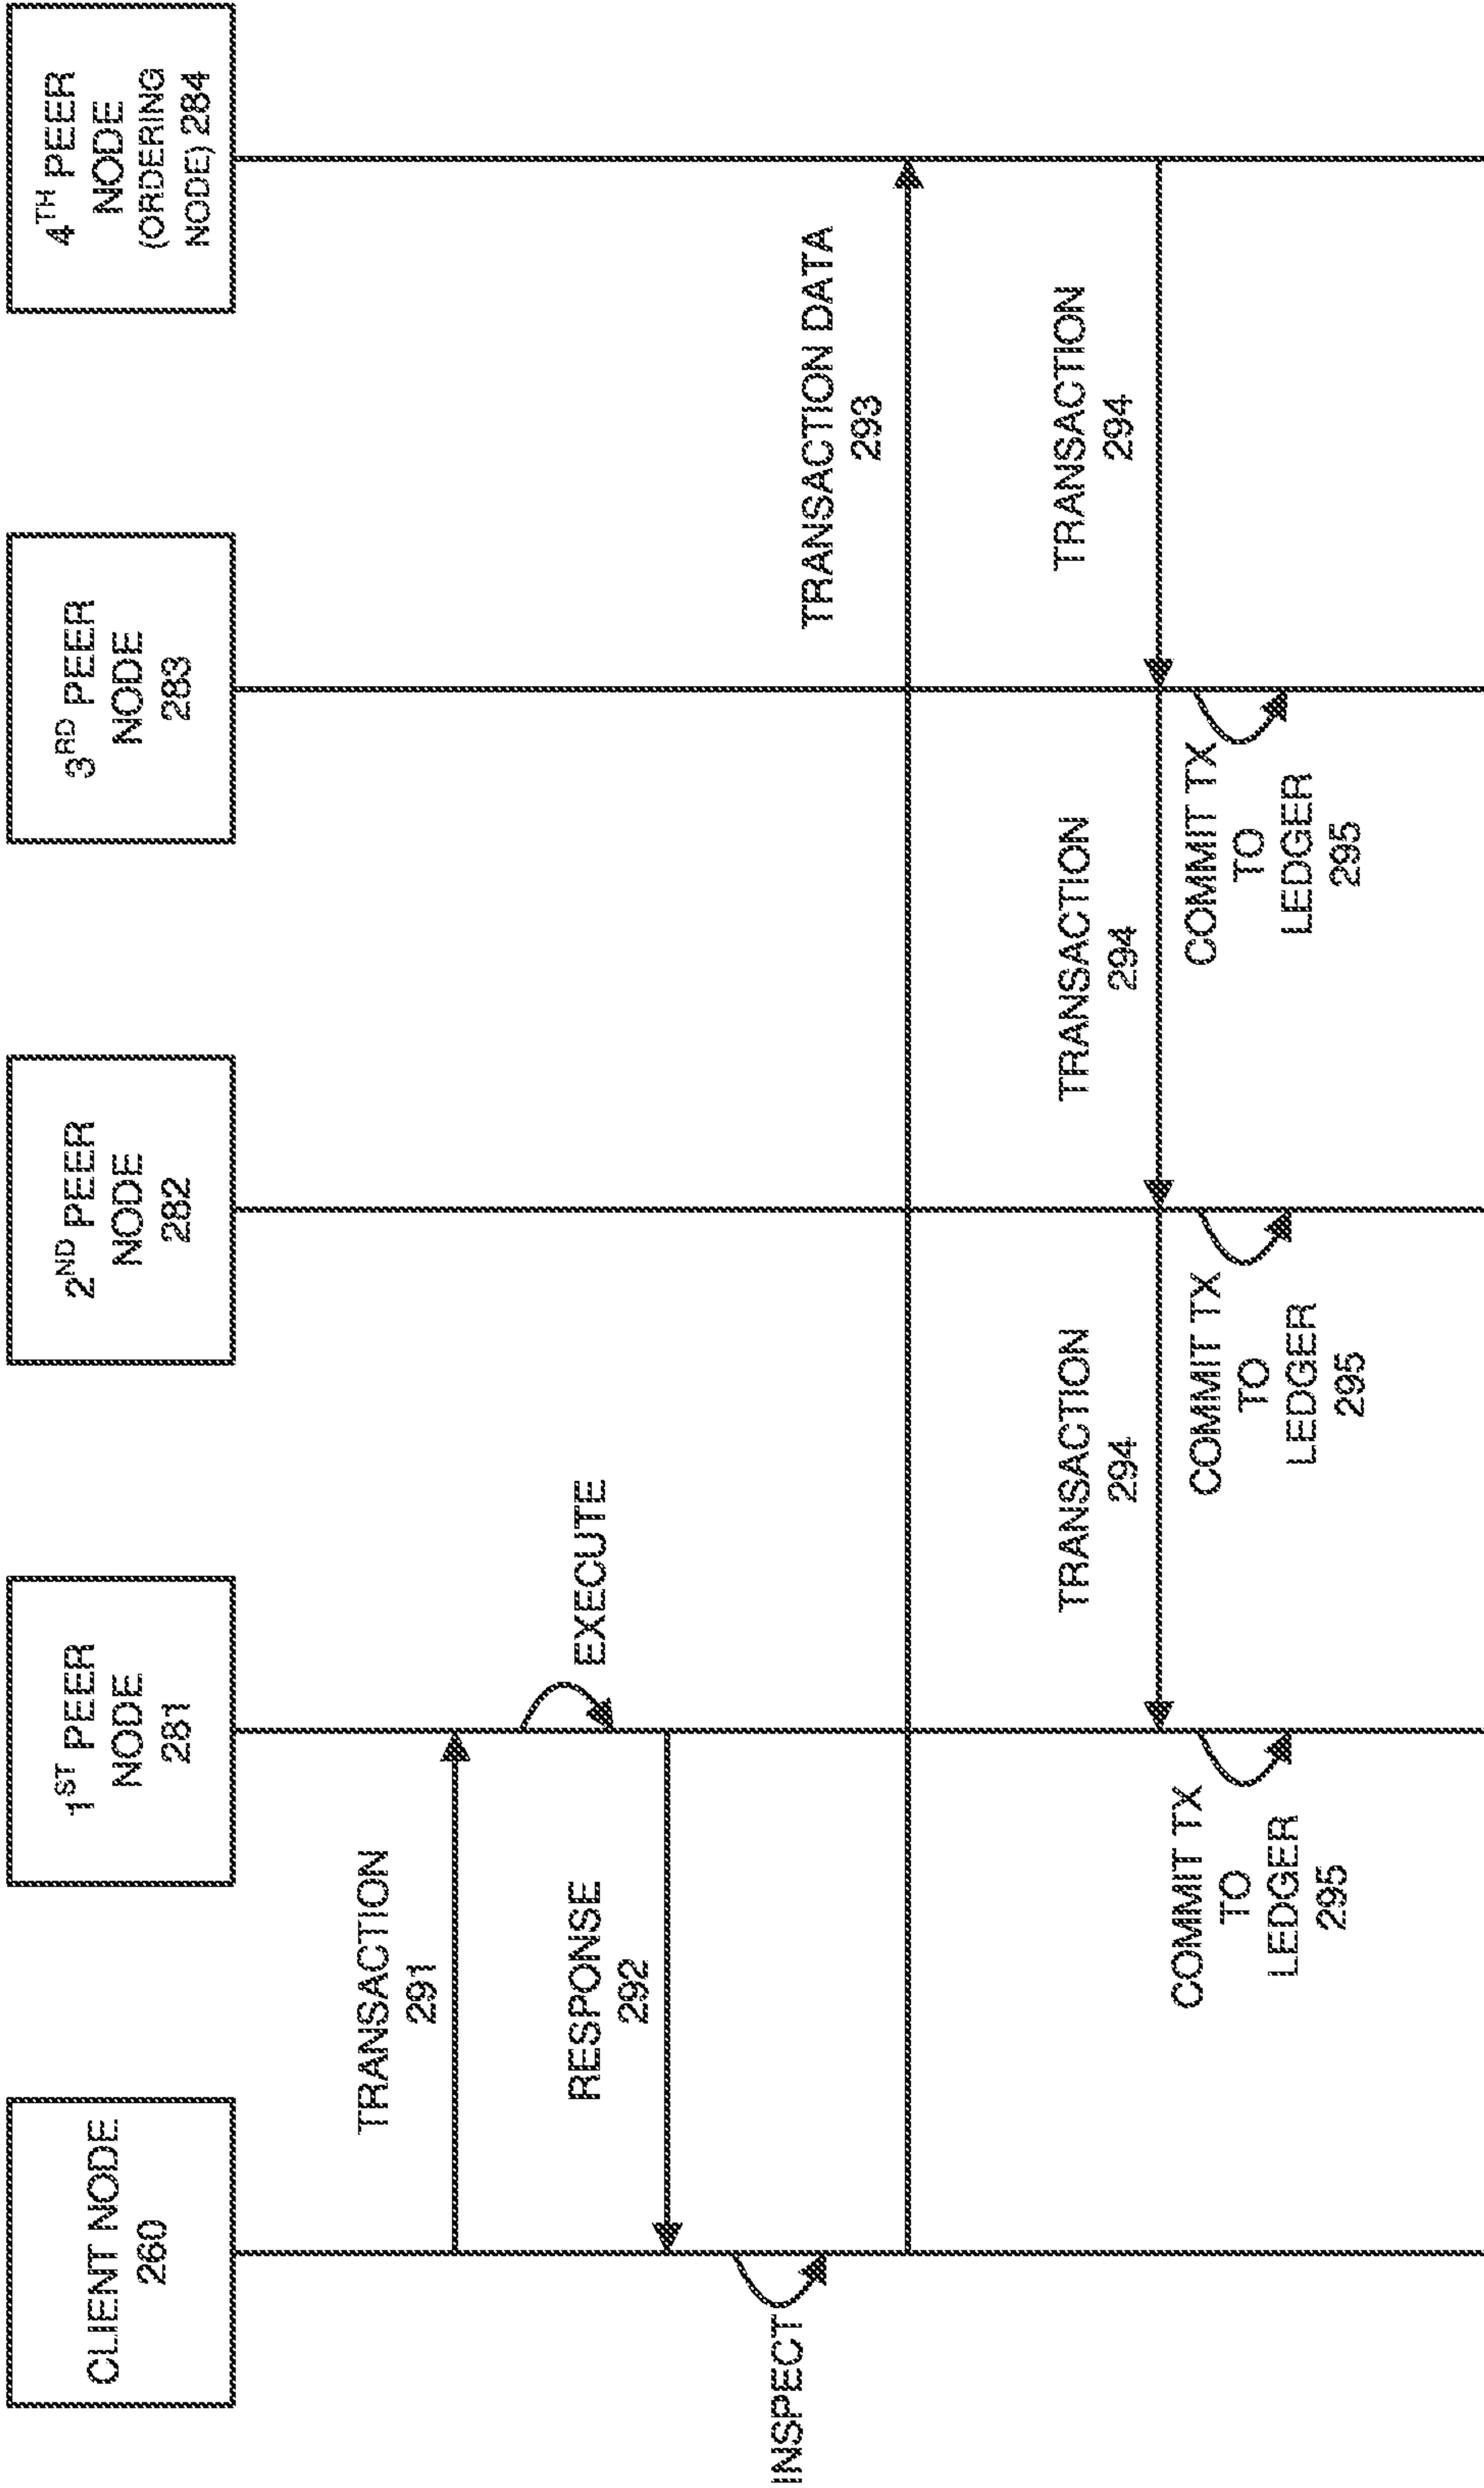 CLIENT NODE
260
1ST PEER
NODE
281
2ND PEER
NODE
282
3RD PEER
NODE
283
4TH PEER
NODE
(ORDERING
NODE) 284
TRANSACTION
291
EXECUTE
RESPONSE
292
INSPECT
TRANSACTION DATA
293
TRANSACTION
294
TRANSACTION
294
TRANSACTION
294
COMMIT TX
TO
LEDGER
295
COMMIT TX
TO
LEDGER
295
COMMIT TX
TO
LEDGER
295